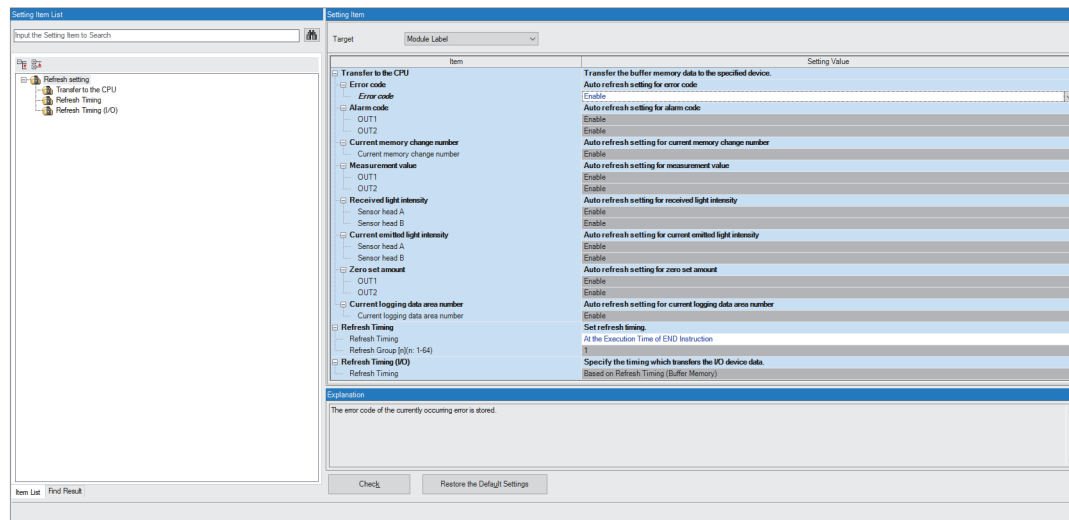 Setting Item List
Input the Setting Item to Search
Refresh setting
Transfer to the CPU
Refresh Timing
Refresh Timing (I/O)
Item List Find Result
Setting Item
Target Module Label
Item Setting Value
Transfer to the CPU Transfer the buffer memory data to the specified device.
Error code Auto refresh setting for error code
Error code Enable
Alarm code Auto refresh setting for alarm code
OUT1 Enable
OUT2 Enable
Current memory change number Auto refresh setting for current memory change number
Current memory change number Enable
Measurement value Auto refresh setting for measurement value
OUT1 Enable
OUT2 Enable
Received light intensity Auto refresh setting for received light intensity
Sensor head A Enable
Sensor head B Enable
Current emitted light intensity Auto refresh setting for current emitted light intensity
Sensor head A Enable
Sensor head B Enable
Zero set amount Auto refresh setting for zero set amount
OUT1 Enable
OUT2 Enable
Current logging data area number Auto refresh setting for current logging data area number
Current logging data area number Enable
Refresh Timing Set refresh timing.
Refresh Timing At the Execution Time of END Instruction
Refresh Group [n](n: 1-64) 1
Refresh Timing (I/O) Specify the timing which transfers the I/O device data.
Refresh Timing Based on Refresh Timing (Buffer Memory)
Explanation
The error code of the currently occurring error is stored.
Check Restore the Default Settings